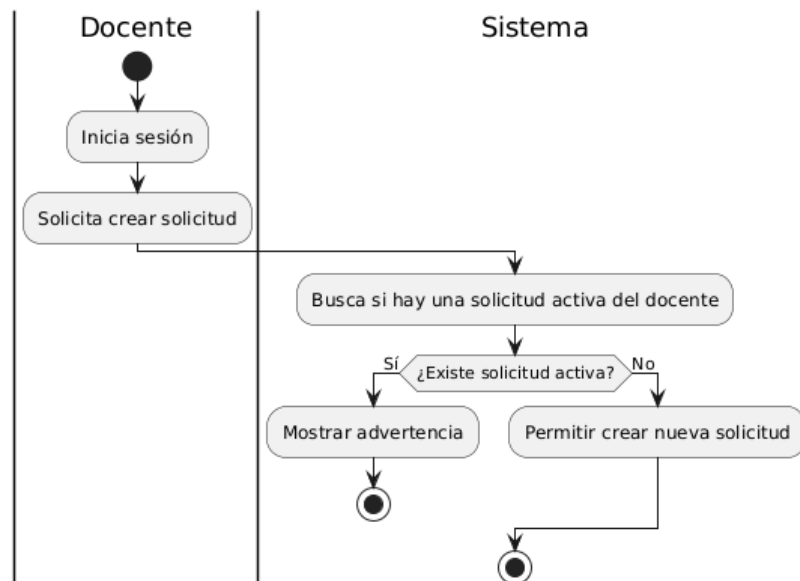 Docente
Sistema
Inicia sesión
Solicita crear solicitud
Busca si hay una solicitud activa del docente
¿Existe solicitud activa?
Sí
No
Mostrar advertencia
Permitir crear nueva solicitud